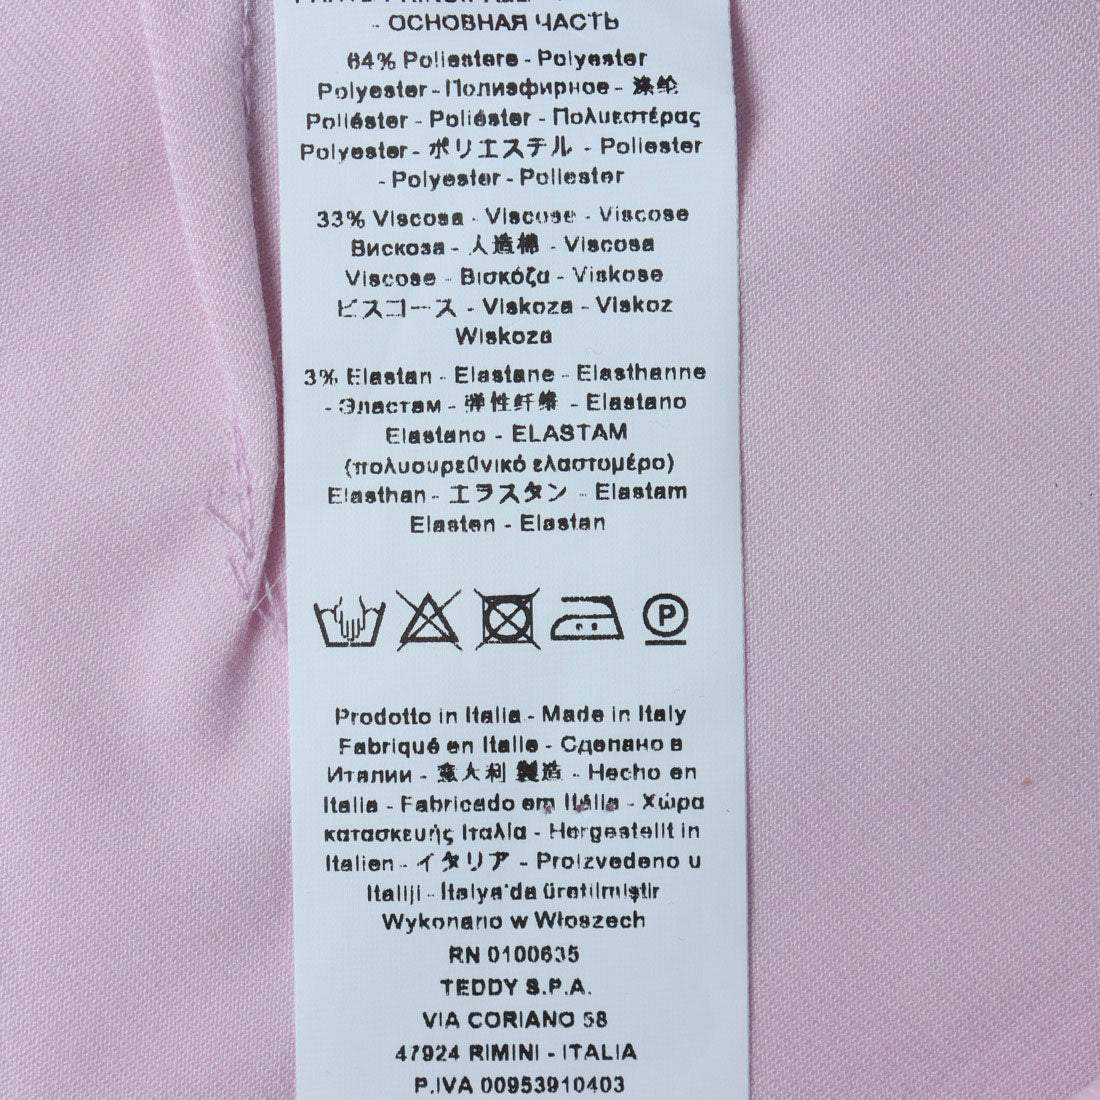 - ОСНОВНАЯ ЧАСТЬ
64% Poliestere - Polyester
Polyester - Полиэфирное - 涤纶
Poliéster - Poliéster - Πολυεστέρας
Polyester - ポリエステル - Poliester
- Polyester - Poliester
33% Viscosa - Viscose - Viscose
Вискоза - 人造棉 - Viscosa
Viscose - Βισκόζα - Viskose
ビスコース - Viskoza - Viskoz
Wiskoza
3% Elastan - Elastane - Elasthanne
- Эластам - 弹性纤维 - Elastano
Elastano - ELASTAM
(πολυουρεθνικό ελαστομέρο)
Elasthan - エラスタン - Elastam
Elasten - Elastan
P
Prodotto in Italia - Made in Italy
Fabriqué en Italie - Сделано в
Италии - 意大利 製造 - Hecho en
Italia - Fabricado em Itália - Χώρα
κατασκευής Ιταλία - Hergestellt in
Italien - イタリア - Proizvedeno u
Italiji - İtalya'da üretilmiştir
Wykonano w Włoszech
RN 0100635
TEDDY S.P.A.
VIA CORIANO 58
47924 RIMINI - ITALIA
P.IVA 00953910403